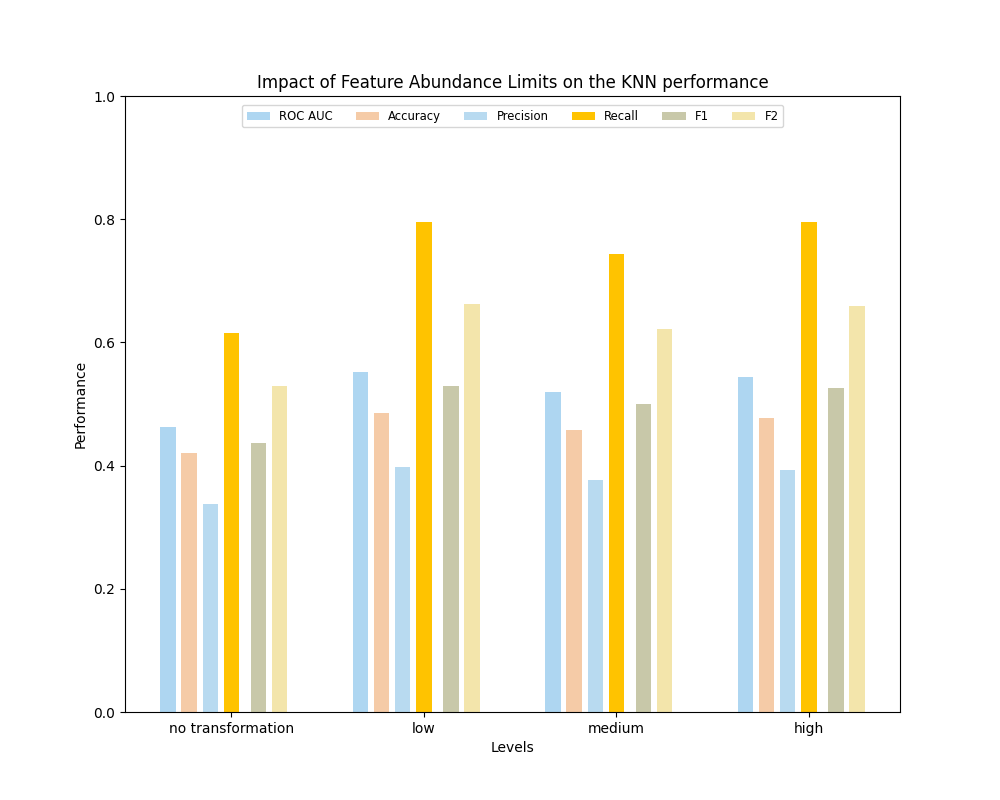 Impact of Feature Abundance Limits on the KNN performance
ROC AUC Accuracy Precision Recall F1 F2
1.0
0.8
0.6
0.4
0.2
0.0
Performance
no transformation low medium high
Levels